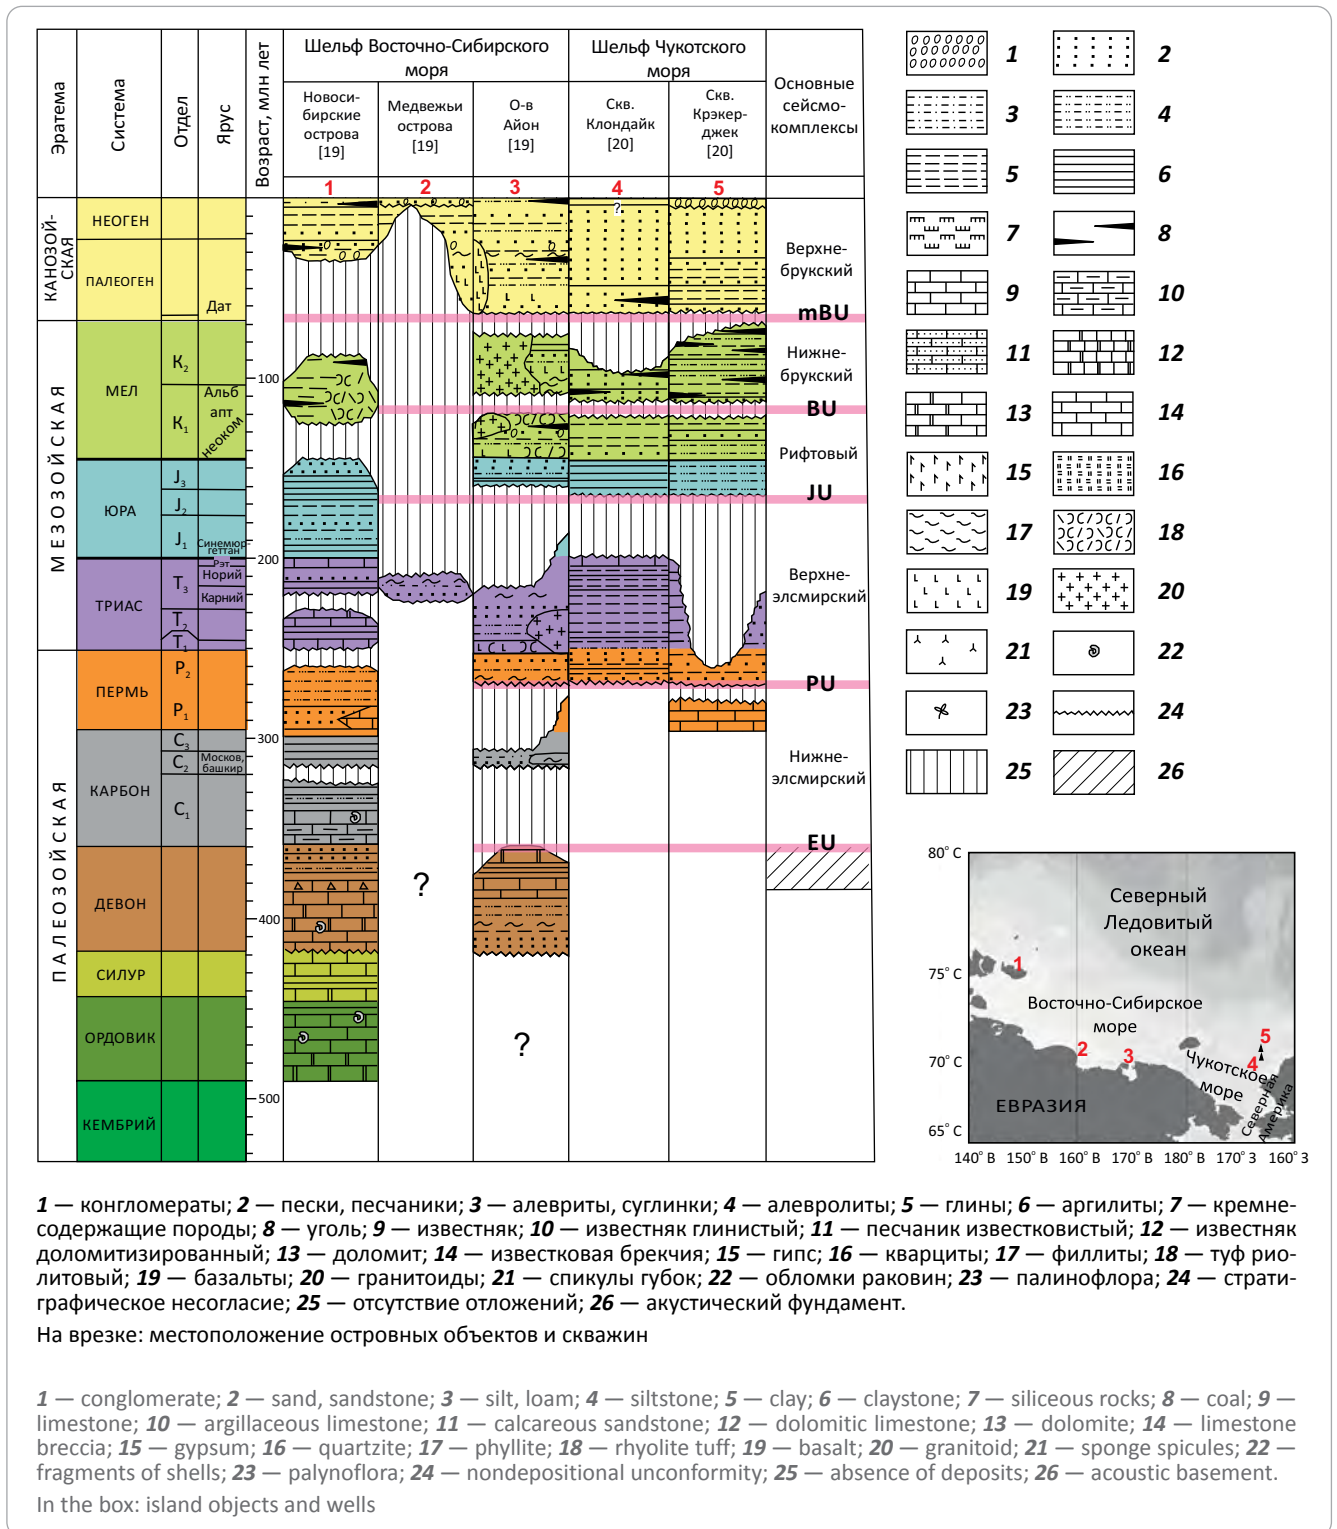 Эратема
Система
Отдел
Ярус
Возраст, млн лет
Шельф Восточно-Сибирского
моря
Шельф Чукотского
моря
Основные
сейсмо-
комплексы
Новоси-
бирские
острова
[19]
Медвежьи
острова
[19]
О-в
Айон
[19]
Скв.
Клондайк
[20]
Скв.
Крэкер-
джек
[20]
1
2
3
4
5
КАНОЗОЙ-
СКАЯ
МЕЗОЗОЙСКАЯ
ПАЛЕОЗОЙСКАЯ
НЕОГЕН
ПАЛЕОГЕН
МЕЛ
ЮРА
ТРИАС
ПЕРМЬ
КАРБОН
ДЕВОН
СИЛУР
ОРДОВИК
КЕМБРИЙ
K2
K1
J3
J2
J1
T3
T2
T1
P2
P1
C3
C2
C1
Дат
Альб
апт
неоком
Синемюр-
геттан
Рэт
Норий
Карний
Москов,
башкир
100
200
300
400
500
?
?
?
Верхне-
брукский
mBU
Нижне-
брукский
BU
Рифтовый
JU
Верхне-
элсмирский
PU
Нижне-
элсмирский
EU
1
2
3
4
5
6
7
8
9
10
11
12
13
14
15
16
17
18
19
20
21
22
23
24
25
26
80° С
75° С
70° С
65° С
140° В 150° В 160° В 170° В 180° В 170° З 160° З
Северный
Ледовитый
океан
Восточно-Сибирское
море
Чукотское
море
ЕВРАЗИЯ
Северная
Америка
1
2
3
4
5
1 — конгломераты; 2 — пески, песчаники; 3 — алевриты, суглинки; 4 — алевролиты; 5 — глины; 6 — аргилиты; 7 — кремне-
содержащие породы; 8 — уголь; 9 — известняк; 10 — известняк глинистый; 11 — песчаник известковистый; 12 — известняк
доломитизированный; 13 — доломит; 14 — известковая брекчия; 15 — гипс; 16 — кварциты; 17 — филлиты; 18 — туф рио-
литовый; 19 — базальты; 20 — гранитоиды; 21 — спикулы губок; 22 — обломки раковин; 23 — палинофлора; 24 — страти-
графическое несогласие; 25 — отсутствие отложений; 26 — акустический фундамент.
На врезке: местоположение островных объектов и скважин
1 — conglomerate; 2 — sand, sandstone; 3 — silt, loam; 4 — siltstone; 5 — clay; 6 — claystone; 7 — siliceous rocks; 8 — coal; 9 —
limestone; 10 — argillaceous limestone; 11 — calcareous sandstone; 12 — dolomitic limestone; 13 — dolomite; 14 — limestone
breccia; 15 — gypsum; 16 — quartzite; 17 — phyllite; 18 — rhyolite tuff; 19 — basalt; 20 — granitoid; 21 — sponge spicules; 22 —
fragments of shells; 23 — palynoflora; 24 — nondepositional unconformity; 25 — absence of deposits; 26 — acoustic basement.
In the box: island objects and wells